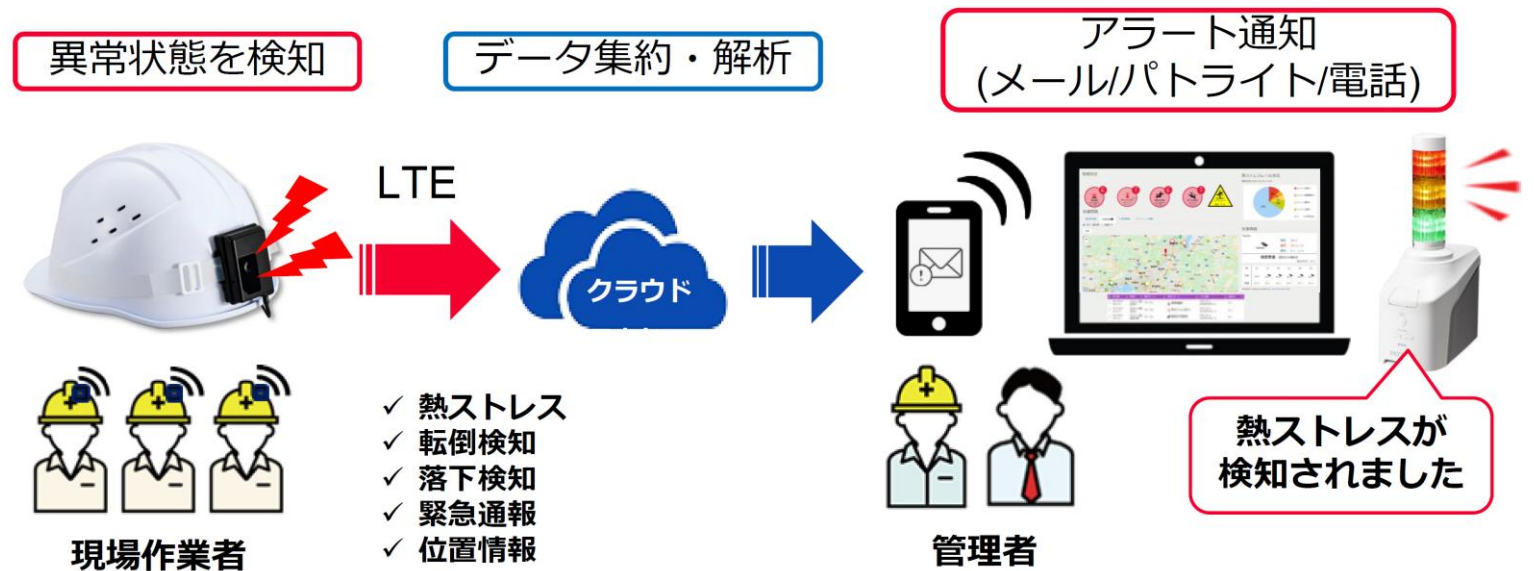 異常状態を検知
データ集約・解析
アラート通知
(メール/パトライト/電話)
LTE
クラウド
✓ 熱ストレス
✓ 転倒検知
✓ 落下検知
✓ 緊急通報
✓ 位置情報
現場作業者
管理者
熱ストレスが
検知されました